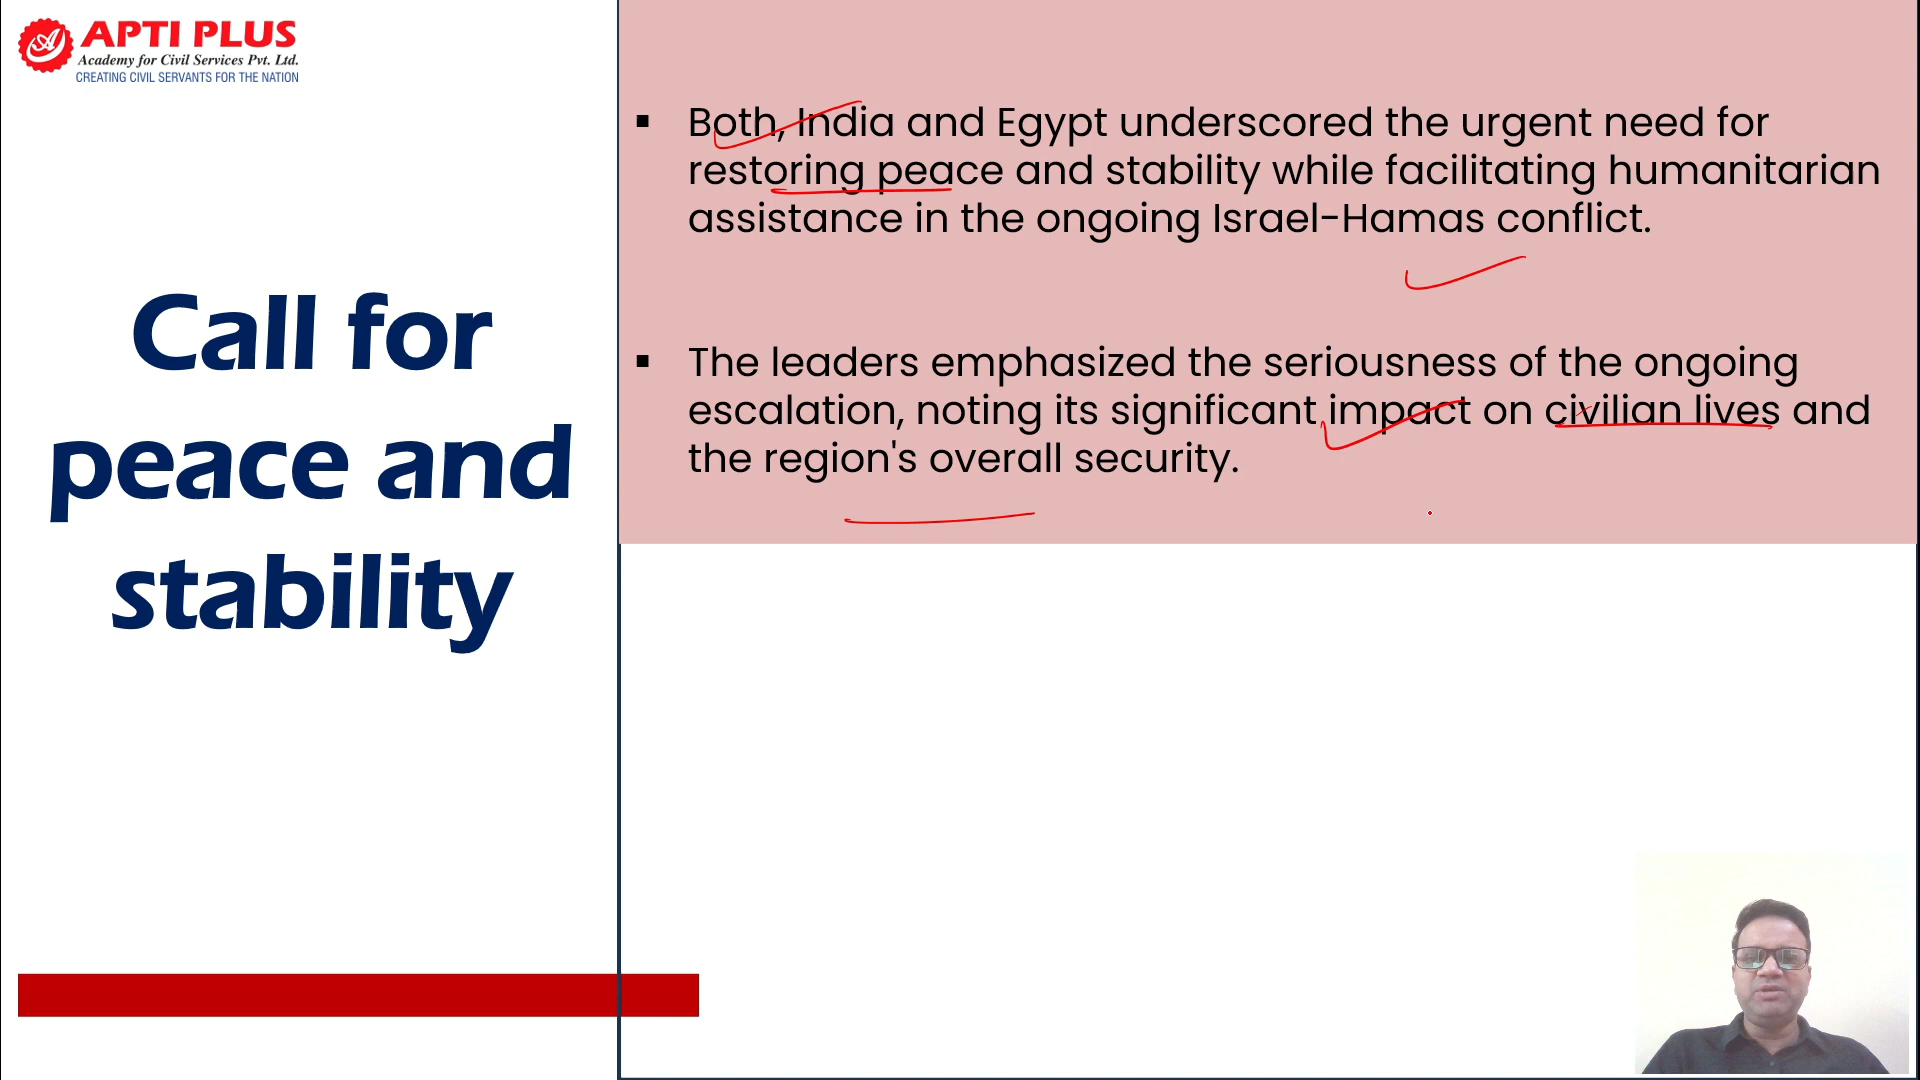 APTI PLUS
Academy for Civil Services Pvt. Ltd.
CREATING CIVIL SERVANTS FOR THE NATION
Call for
peace and
stability
▪ Both, India and Egypt underscored the urgent need for
restoring peace and stability while facilitating humanitarian
assistance in the ongoing Israel-Hamas conflict.
▪ The leaders emphasized the seriousness of the ongoing
escalation, noting its significant impact on civilian lives and
the region's overall security.